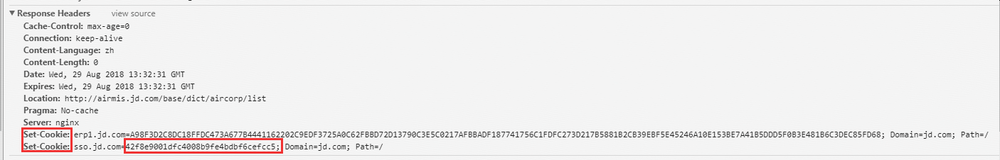 Response Headers view source
Cache-Control: max-age=0
Connection: keep-alive
Content-Language: zh
Content-Length: 0
Date: Wed, 29 Aug 2018 13:32:31 GMT
Expires: Wed, 29 Aug 2018 13:32:31 GMT
Location: http://airmis.jd.com/base/dict/aircorp/list
Pragma: No-cache
Server: nginx
Set-Cookie: erp1.jd.com=A98F3D2C8DC18FFDC473A677B4441162202C9EDF3725A0C62FBBD72D13790C3E5C0217AFBBADF187741756C1FDFC273D217B5881B2CB39EBF5E45246A10E153BE7A41B5DDD5F0B3E481B6C3DEC85FD68; Domain=jd.com; Path=/
Set-Cookie: sso.jd.com=42f8e9001dfc4008b9fe4bdbf6cefcc5; Domain=jd.com; Path=/